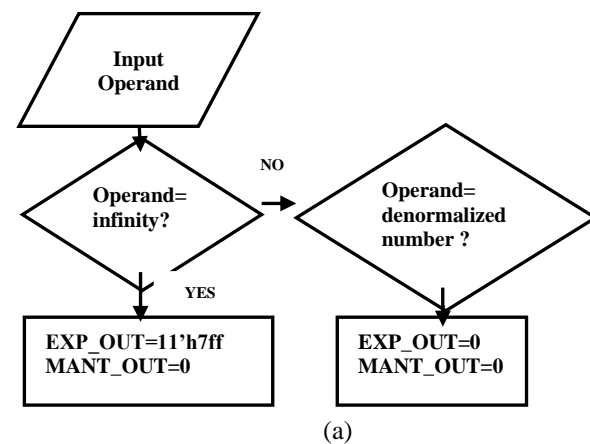 Input
Operand
NO
Operand=
infinity?
Operand=
denormalized
number ?
YES
EXP_OUT=11'h7ff
MANT_OUT=0
EXP_OUT=0
MANT_OUT=0
(a)